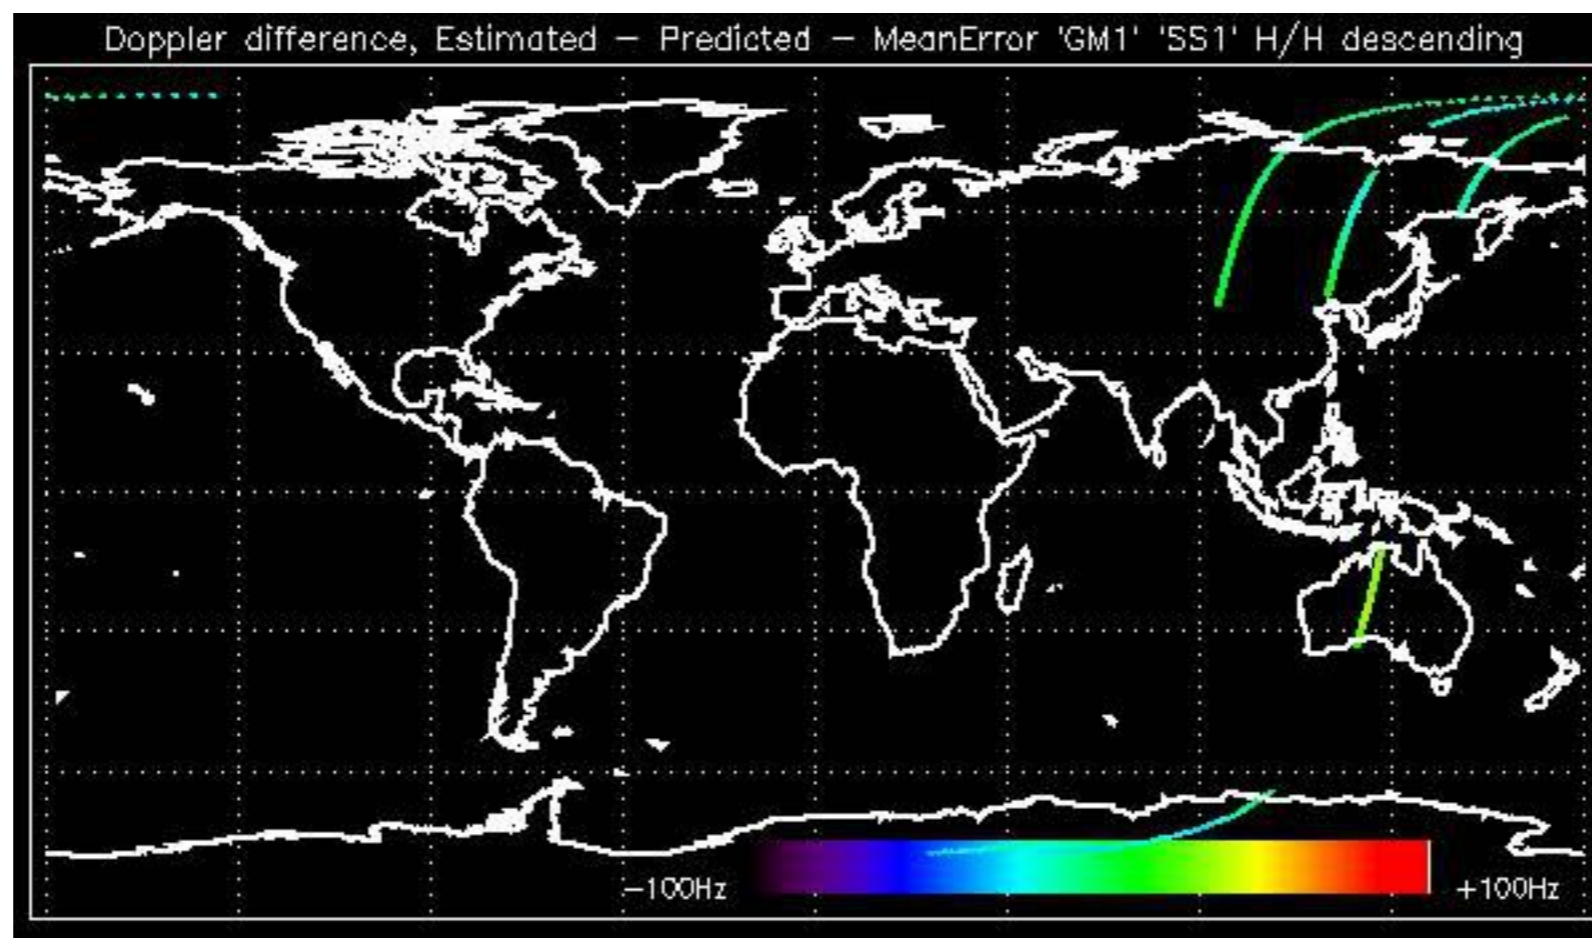 Doppler difference, Estimated − Predicted − MeanError 'GM1' 'SS1' H/H descending
−100Hz
+100Hz